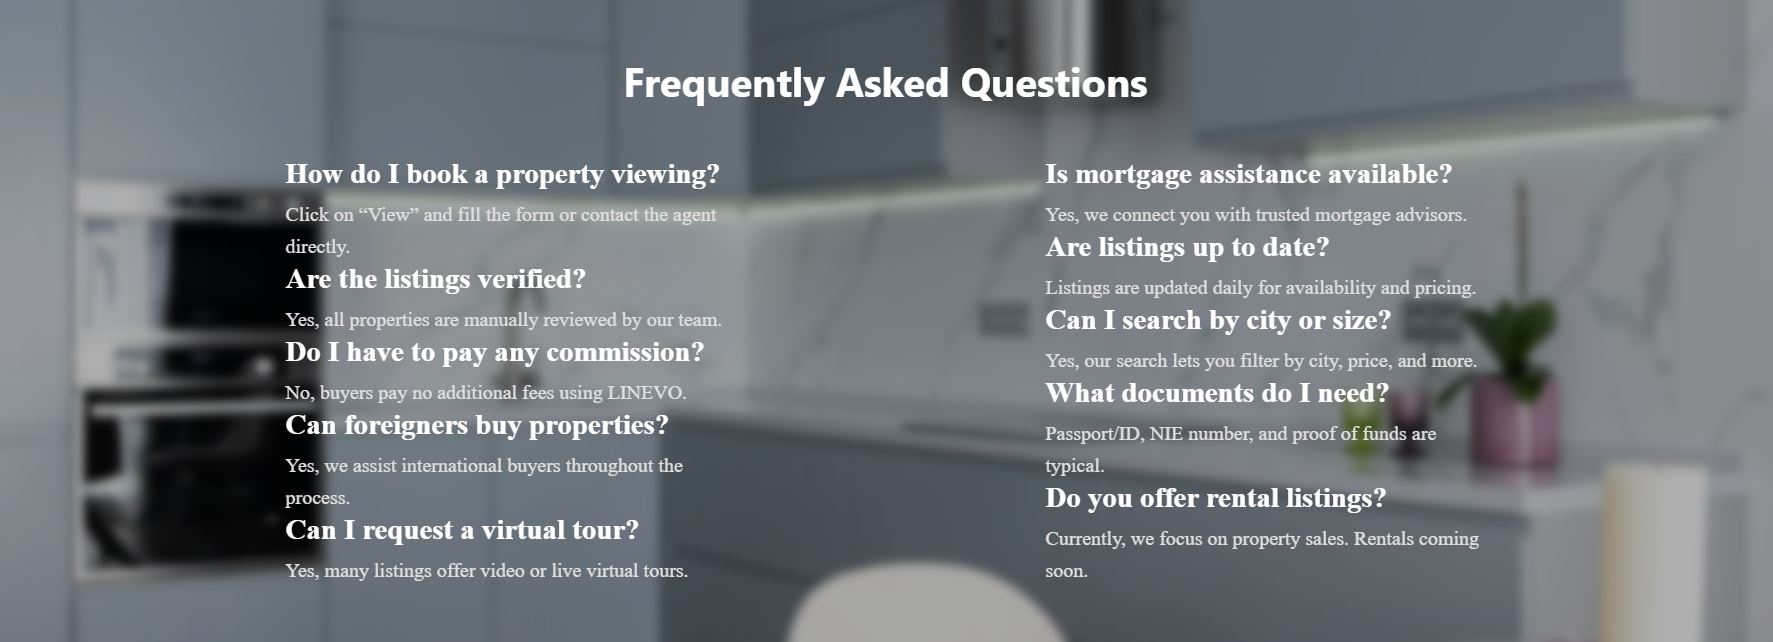 Frequently Asked Questions
How do I book a property viewing?
Click on “View” and fill the form or contact the agent
directly.
Are the listings verified?
Yes, all properties are manually reviewed by our team.
Do I have to pay any commission?
No, buyers pay no additional fees using LINEVO.
Can foreigners buy properties?
Yes, we assist international buyers throughout the
process.
Can I request a virtual tour?
Yes, many listings offer video or live virtual tours.
Is mortgage assistance available?
Yes, we connect you with trusted mortgage advisors.
Are listings up to date?
Listings are updated daily for availability and pricing.
Can I search by city or size?
Yes, our search lets you filter by city, price, and more.
What documents do I need?
Passport/ID, NIE number, and proof of funds are
typical.
Do you offer rental listings?
Currently, we focus on property sales. Rentals coming
soon.